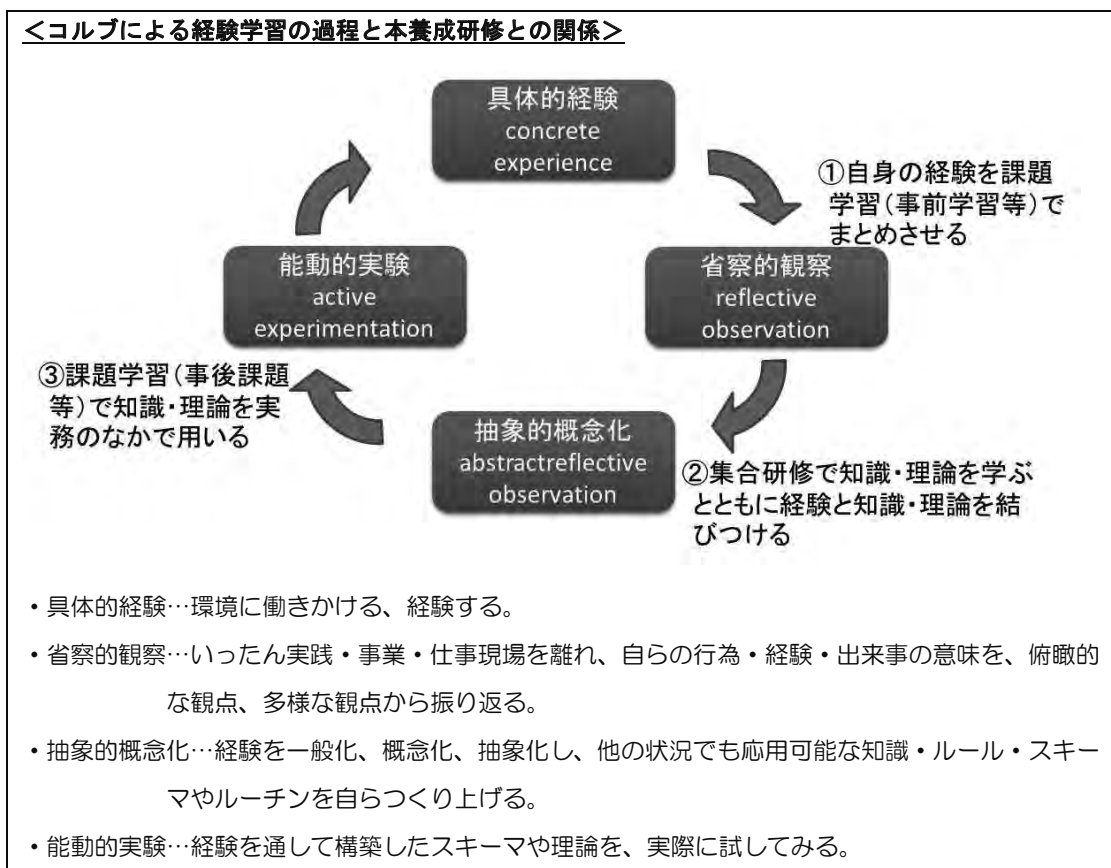 ＜コルブによる経験学習の過程と本養成研修との関係＞
具体的経験
concrete
experience
①自身の経験を課題
学習(事前学習等)で
まとめさせる
能動的実験
active
experimentation
省察的観察
reflective
observation
③課題学習(事後課題
等)で知識・理論を実
務のなかで用いる
抽象的概念化
abstractreflective
observation
②集合研修で知識・理論を学ぶ
とともに経験と知識・理論を結
びつける
・具体的経験…環境に働きかける、経験する。
・省察的観察…いったん実践・事業・仕事現場を離れ、自らの行為・経験・出来事の意味を、俯瞰的
な観点、多様な観点から振り返る。
・抽象的概念化…経験を一般化、概念化、抽象化し、他の状況でも応用可能な知識・ルール・スキー
マやルーチンを自らつくり上げる。
・能動的実験…経験を通して構築したスキーマや理論を、実際に試してみる。